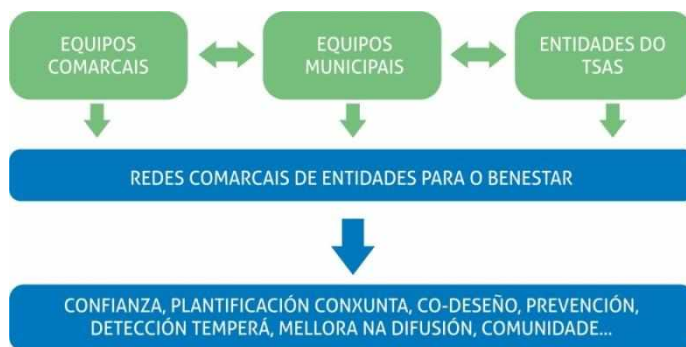 EQUIPOS
COMARCAIS
EQUIPOS
MUNICIPAIS
ENTIDADES DO
TSAS
REDES COMARCAIS DE ENTIDADES PARA O BENESTAR
CONFIANZA, PLANTIFICACIÓN CONXUNTA, CO-DESEÑO, PREVENCIÓN,
DETECCIÓN TEMPERÁ, MELLORA NA DIFUSIÓN, COMUNIDADE...